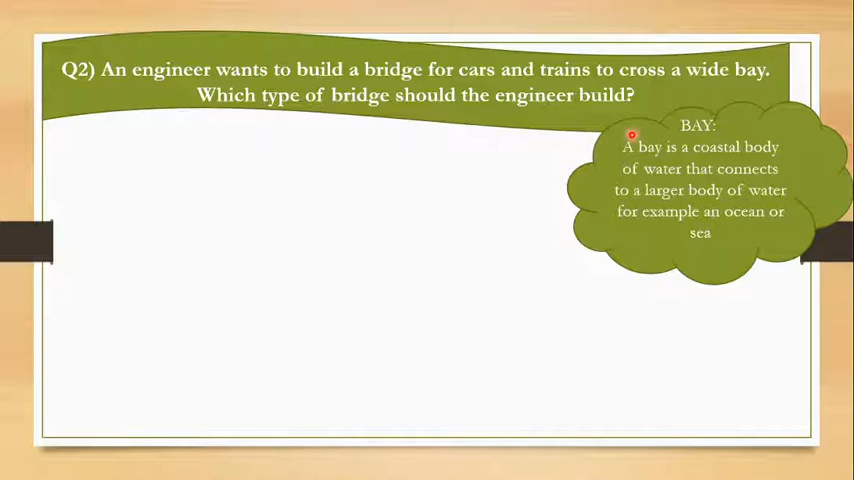 Q2) An engineer wants to build a bridge for cars and trains to cross a wide bay.
Which type of bridge should the engineer build?
BAY:
A bay is a coastal body
of water that connects
to a larger body of water
for example an ocean or
sea